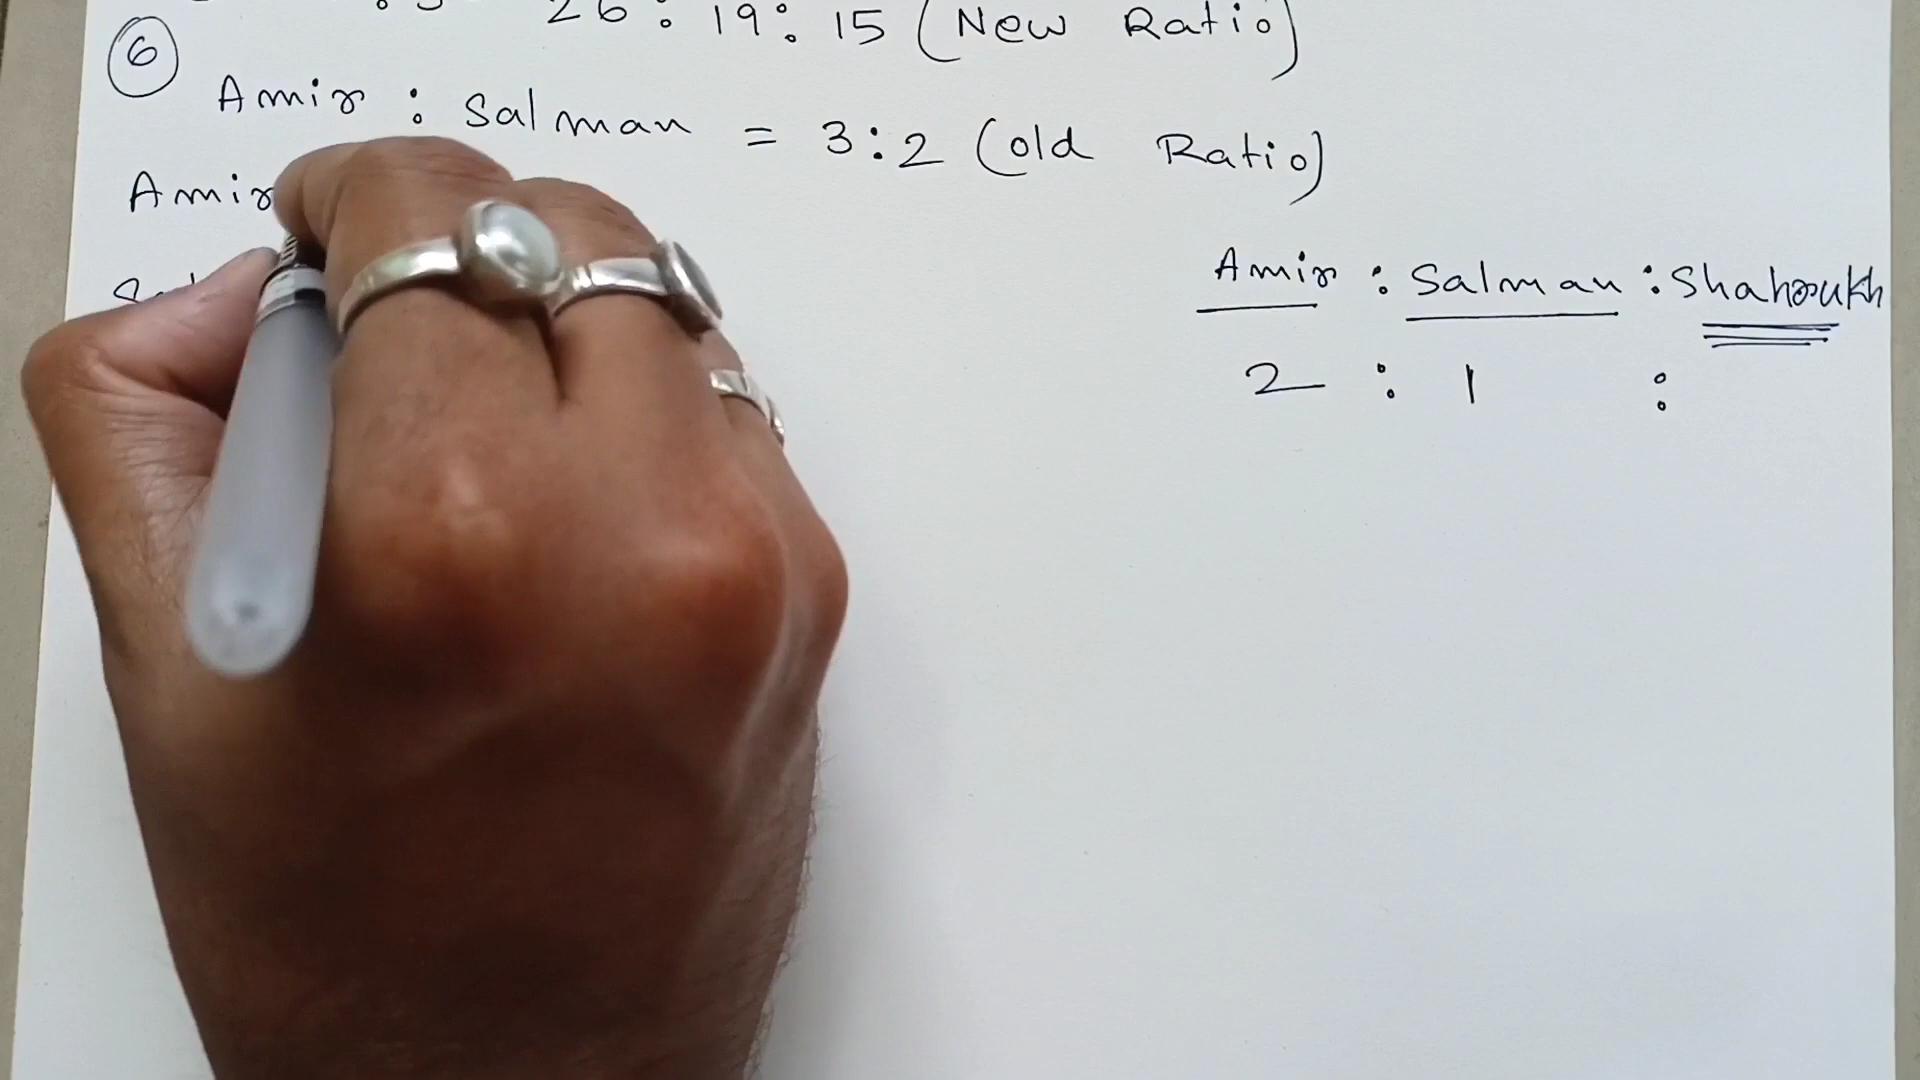 26 : 19 : 15 (New Ratio)
6
Amir : Salman = 3:2 (old Ratio)
Amir
Amir : Salman : Shahrukh
2 : 1 :